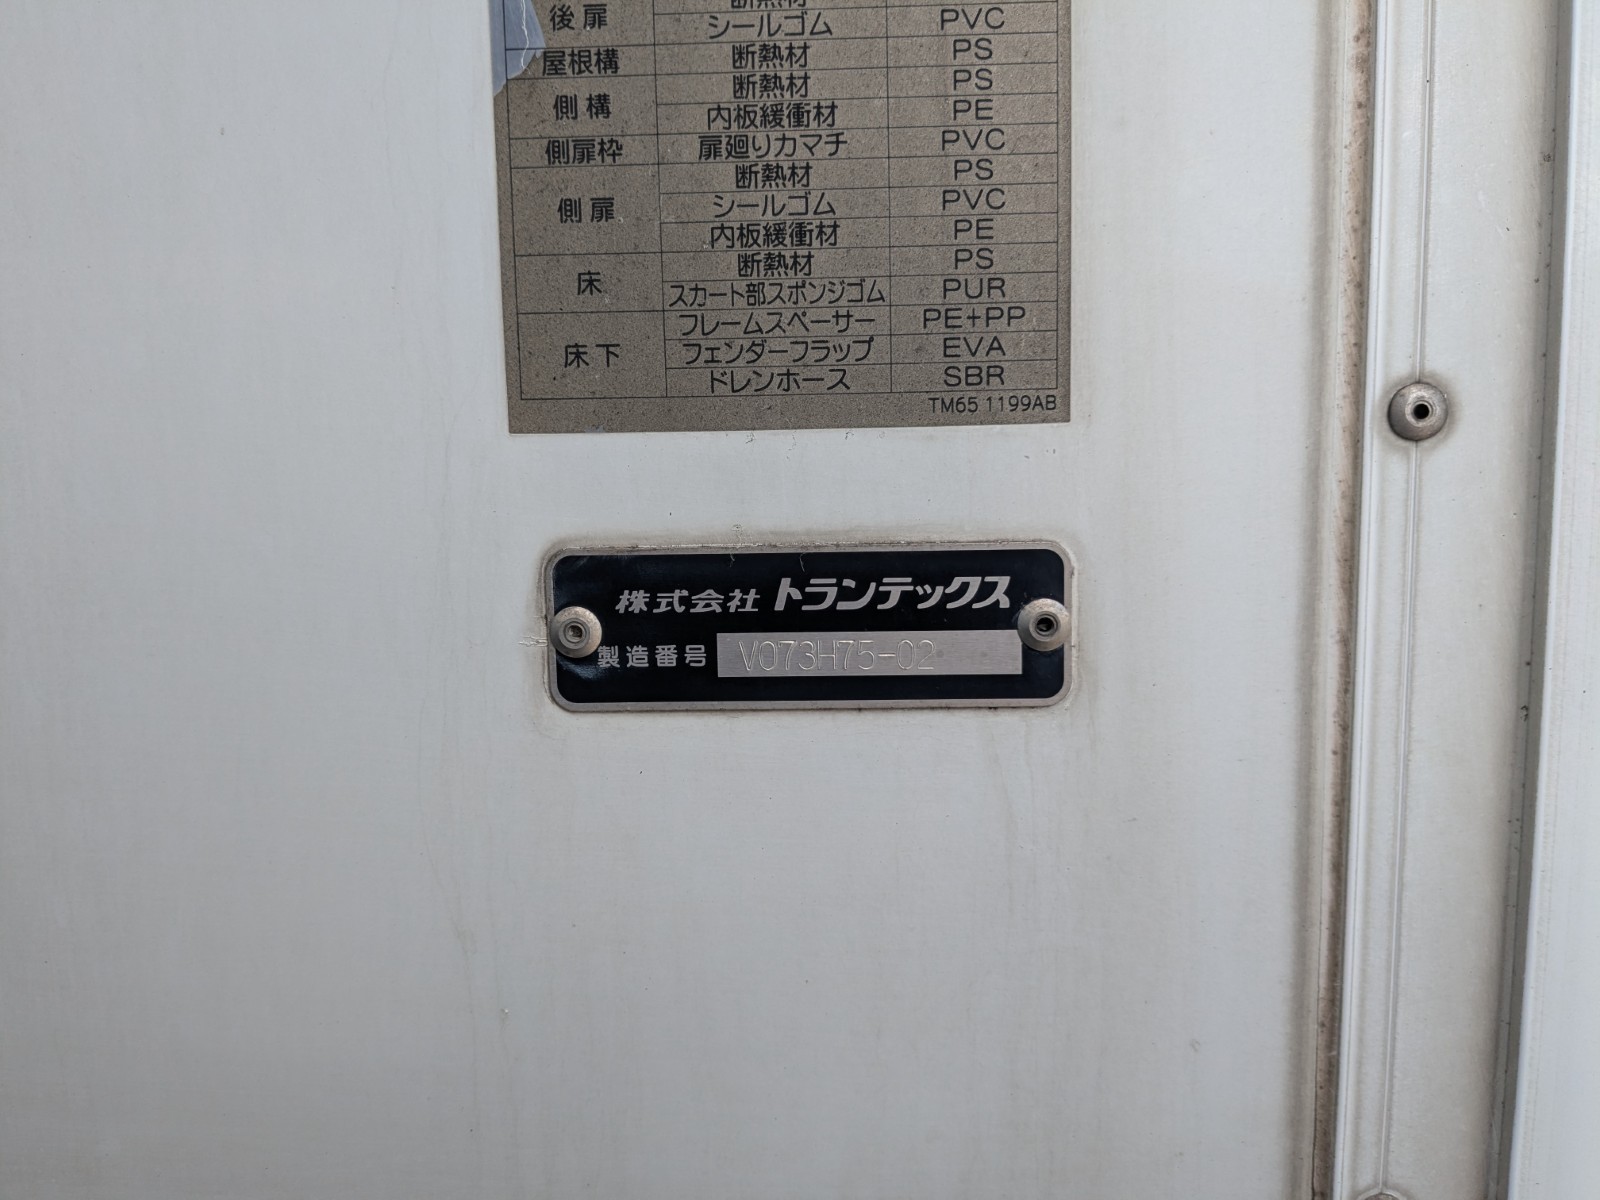 断熱材
後扉 シールゴム PVC
屋根構 断熱材 PS
側構 断熱材 PS
内板緩衝材 PE
側扉枠 扉廻りカマチ PVC
側扉 断熱材 PS
シールゴム PVC
内板緩衝材 PE
床 断熱材 PS
スカート部スポンジゴム PUR
床下 フレームスペーサー PE+PP
フェンダーフラップ EVA
ドレンホース SBR
TM65 1199AB
株式会社 トランテックス
製造番号 V073H75-02